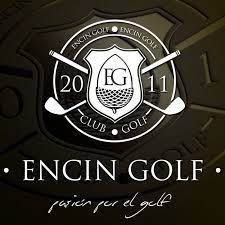 ENCIN GOLF • ENCIN GOLF
EG
20 11
CLUB • GOLF
• ENCIN GOLF •
pasión por el golf